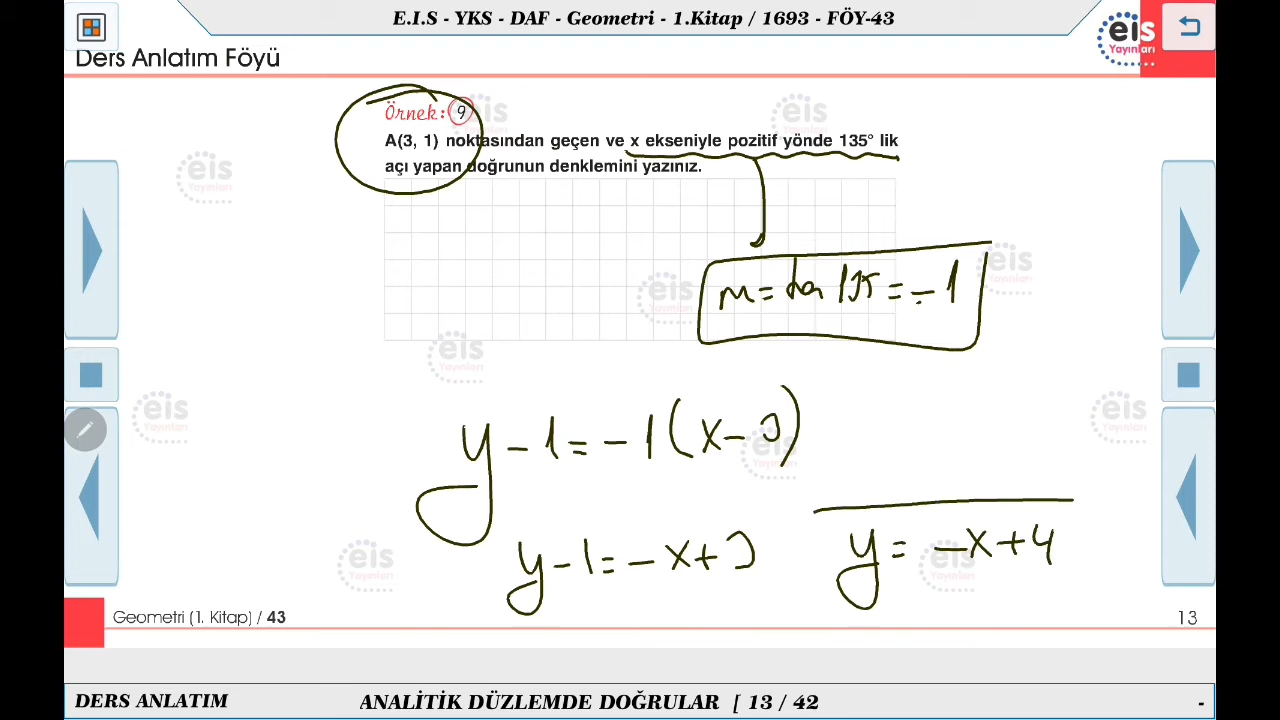 E.I.S - YKS - DAF - Geometri - 1.Kitap / 1693 - FÖY-43
eis
Yayınları
Ders Anlatım Föyü
Örnek: 9
A(3, 1) noktasından geçen ve x ekseniyle pozitif yönde 135° lik
açı yapan doğrunun denklemini yazınız.
m = tan 135 = -1
y - 1 = - 1 (x - 3)
y - 1 = - x + 3
y = - x + 4
Geometri (1. Kitap) / 43
13
DERS ANLATIM
ANALİTİK DÜZLEMDE DOĞRULAR [ 13 / 42
-